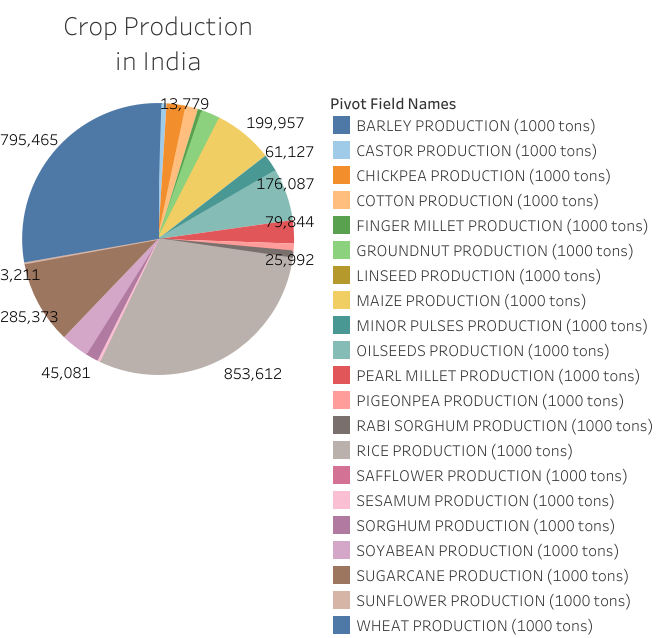 Crop Production
in India
13,779
199,957
61,127
176,087
79,844
25,992
853,612
45,081
285,373
3,211
795,465
Pivot Field Names
BARLEY PRODUCTION (1000 tons)
CASTOR PRODUCTION (1000 tons)
CHICKPEA PRODUCTION (1000 tons)
COTTON PRODUCTION (1000 tons)
FINGER MILLET PRODUCTION (1000 tons)
GROUNDNUT PRODUCTION (1000 tons)
LINSEED PRODUCTION (1000 tons)
MAIZE PRODUCTION (1000 tons)
MINOR PULSES PRODUCTION (1000 tons)
OILSEEDS PRODUCTION (1000 tons)
PEARL MILLET PRODUCTION (1000 tons)
PIGEONPEA PRODUCTION (1000 tons)
RABI SORGHUM PRODUCTION (1000 tons)
RICE PRODUCTION (1000 tons)
SAFFLOWER PRODUCTION (1000 tons)
SESAMUM PRODUCTION (1000 tons)
SORGHUM PRODUCTION (1000 tons)
SOYABEAN PRODUCTION (1000 tons)
SUGARCANE PRODUCTION (1000 tons)
SUNFLOWER PRODUCTION (1000 tons)
WHEAT PRODUCTION (1000 tons)